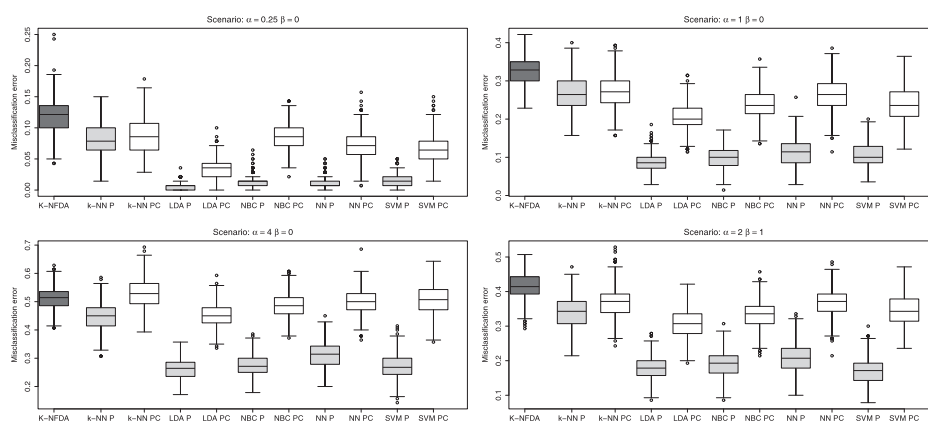 Scenario: α = 0.25 β = 0
Misclassification error
0.00 0.05 0.10 0.15 0.20 0.25
K−NFDA k−NN P k−NN PC LDA P LDA PC NBC P NBC PC NN P NN PC SVM P SVM PC
Scenario: α = 1 β = 0
Misclassification error
0.0 0.1 0.2 0.3 0.4
K−NFDA k−NN P k−NN PC LDA P LDA PC NBC P NBC PC NN P NN PC SVM P SVM PC
Scenario: α = 4 β = 0
Misclassification error
0.2 0.3 0.4 0.5 0.6 0.7
K−NFDA k−NN P k−NN PC LDA P LDA PC NBC P NBC PC NN P NN PC SVM P SVM PC
Scenario: α = 2 β = 1
Misclassification error
0.1 0.2 0.3 0.4 0.5
K−NFDA k−NN P k−NN PC LDA P LDA PC NBC P NBC PC NN P NN PC SVM P SVM PC